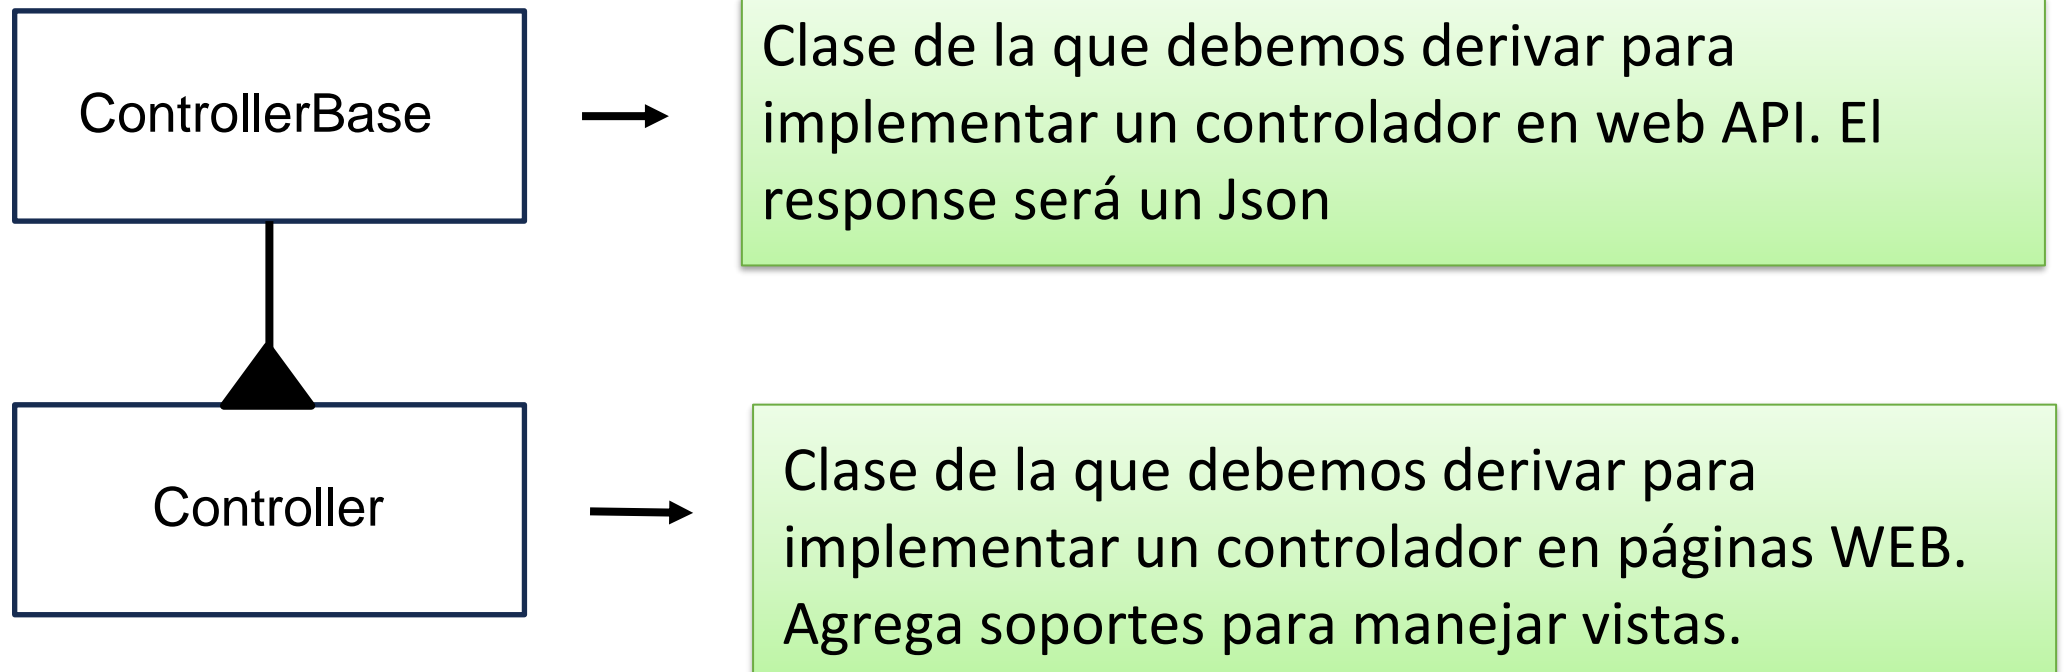 ControllerBase
Clase de la que debemos derivar para
implementar un controlador en web API. El
response será un Json
Controller
Clase de la que debemos derivar para
implementar un controlador en páginas WEB.
Agrega soportes para manejar vistas.